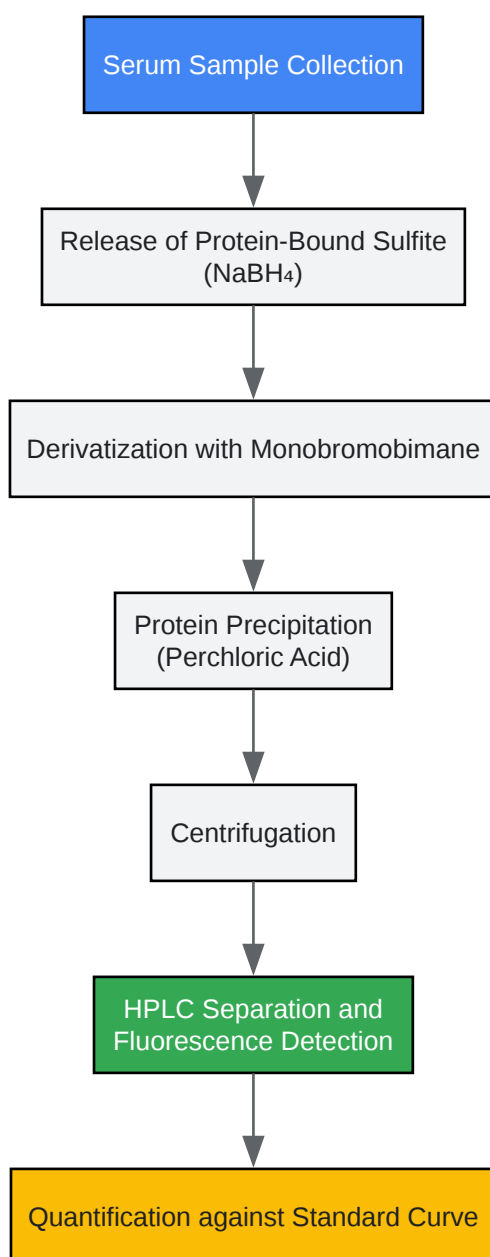 Serum Sample Collection
Release of Protein-Bound Sulfite
(NaBH₄)
Derivatization with Monobromobimane
Protein Precipitation
(Perchloric Acid)
Centrifugation
HPLC Separation and
Fluorescence Detection
Quantification against Standard Curve